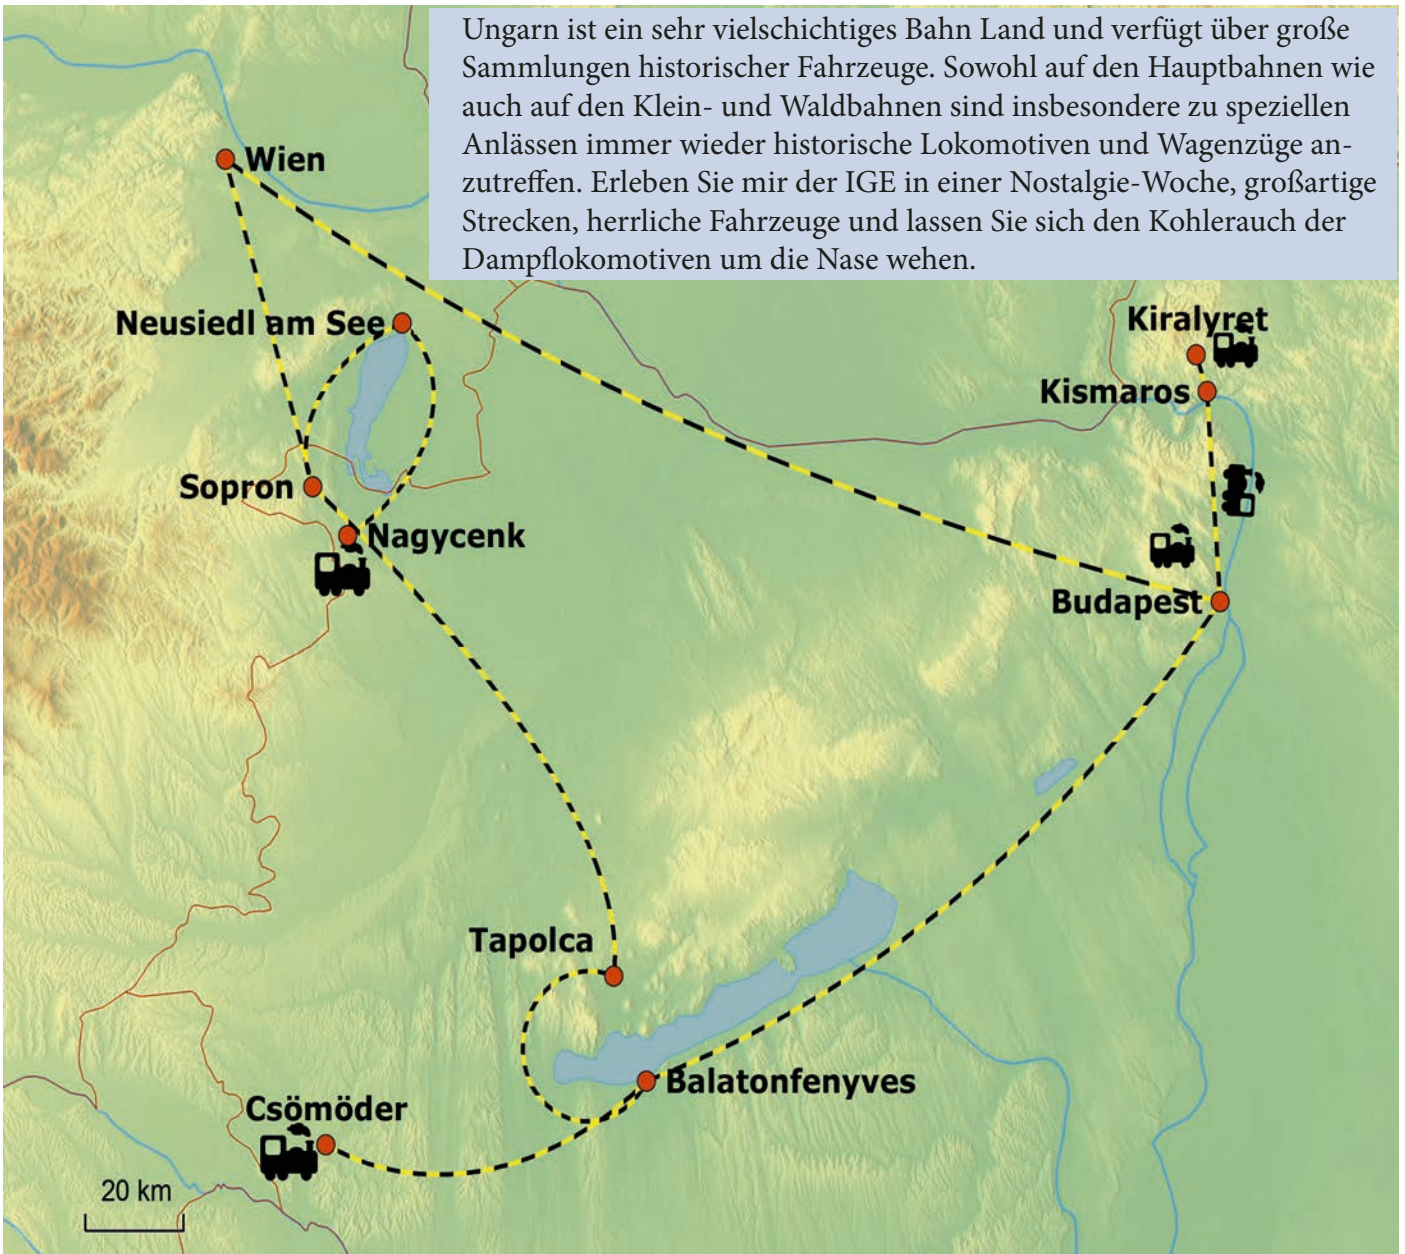 Ungarn ist ein sehr vielschichtiges Bahn Land und verfügt über große
Sammlungen historischer Fahrzeuge. Sowohl auf den Hauptbahnen wie
auch auf den Klein- und Waldbahnen sind insbesondere zu speziellen
Anlässen immer wieder historische Lokomotiven und Wagenzüge an-
zutreffen. Erleben Sie mir der IGE in einer Nostalgie-Woche, großartige
Strecken, herrliche Fahrzeuge und lassen Sie sich den Kohlerauch der
Dampflokomotiven um die Nase wehen.
Wien
Neusiedl am See
Kiralyret
Kismaros
Sopron
Nagycenk
Budapest
Tapolca
Balatonfenyves
Csömöder
20 km